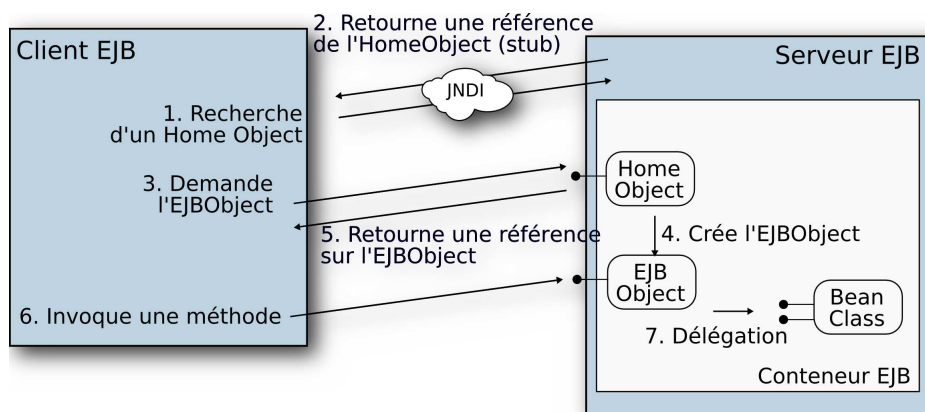 2. Retourne une référence
de l'HomeObject (stub)
Client EJB
Serveur EJB
JNDI
1. Recherche
d'un Home Object
Home
Object
3. Demande
l'EJBObject
5. Retourne une référence
sur l'EJBObject
4. Crée l'EJBObject
EJB
Object
Bean
Class
6. Invoque une méthode
7. Délégation
Conteneur EJB